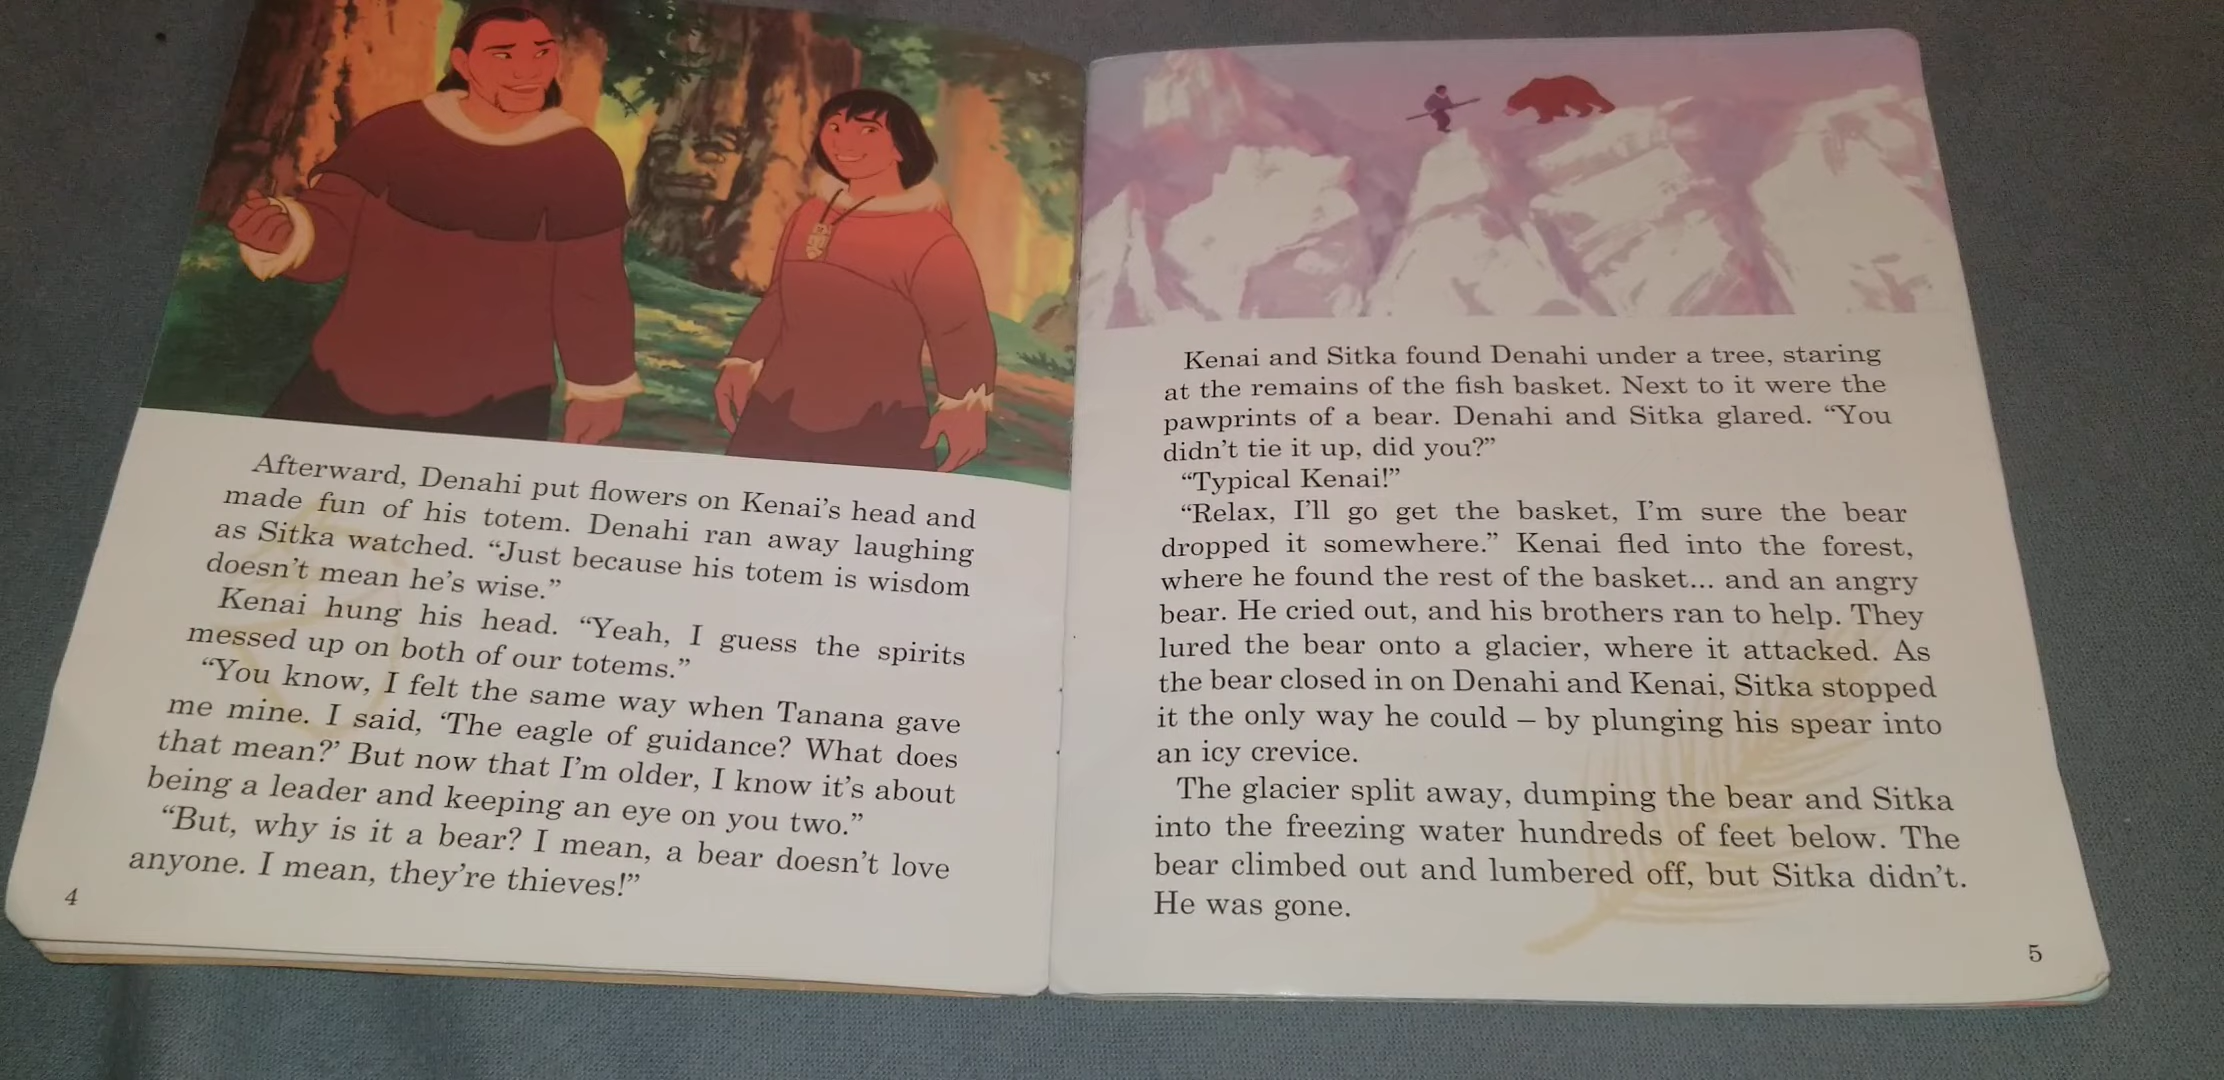 Afterward, Denahi put flowers on Kenai's head and
made fun of his totem. Denahi ran away laughing
as Sitka watched. “Just because his totem is wisdom
doesn't mean he's wise.”
Kenai hung his head. “Yeah, I guess the spirits
messed up on both of our totems.”
“You know, I felt the same way when Tanana gave
me mine. I said, ‘The eagle of guidance? What does
that mean?’ But now that I'm older, I know it's about
being a leader and keeping an eye on you two.”
“But, why is it a bear? I mean, a bear doesn't love
anyone. I mean, they're thieves!”
4
Kenai and Sitka found Denahi under a tree, staring
at the remains of the fish basket. Next to it were the
pawprints of a bear. Denahi and Sitka glared. “You
didn't tie it up, did you?”
“Typical Kenai!”
“Relax, I'll go get the basket, I'm sure the bear
dropped it somewhere.” Kenai fled into the forest,
where he found the rest of the basket... and an angry
bear. He cried out, and his brothers ran to help. They
lured the bear onto a glacier, where it attacked. As
the bear closed in on Denahi and Kenai, Sitka stopped
it the only way he could – by plunging his spear into
an icy crevice.
The glacier split away, dumping the bear and Sitka
into the freezing water hundreds of feet below. The
bear climbed out and lumbered off, but Sitka didn't.
He was gone.
5